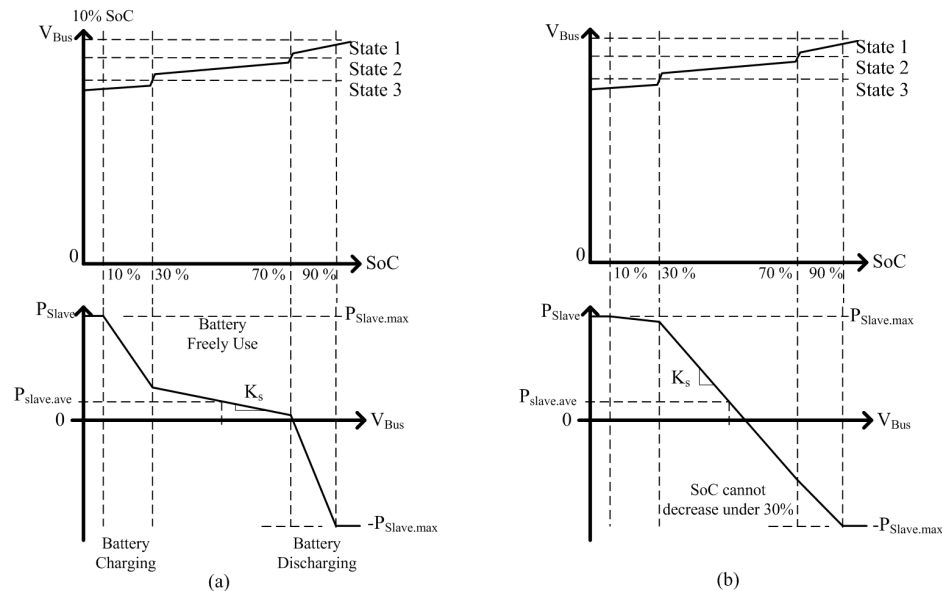 10% SoC
V_Bus
State 1
State 2
State 3
0
10 %
30 %
70 %
90 %
SoC
P_Slave
P_Slave.max
Battery
Freely Use
K_s
P_slave.ave
0
V_Bus
-P_Slave.max
Battery
Charging
Battery
Discharging
(a)
V_Bus
State 1
State 2
State 3
0
10 %
30 %
70 %
90 %
SoC
P_Slave
P_Slave.max
K_s
P_slave.ave
0
V_Bus
SoC cannot
decrease under 30%
-P_Slave.max
(b)